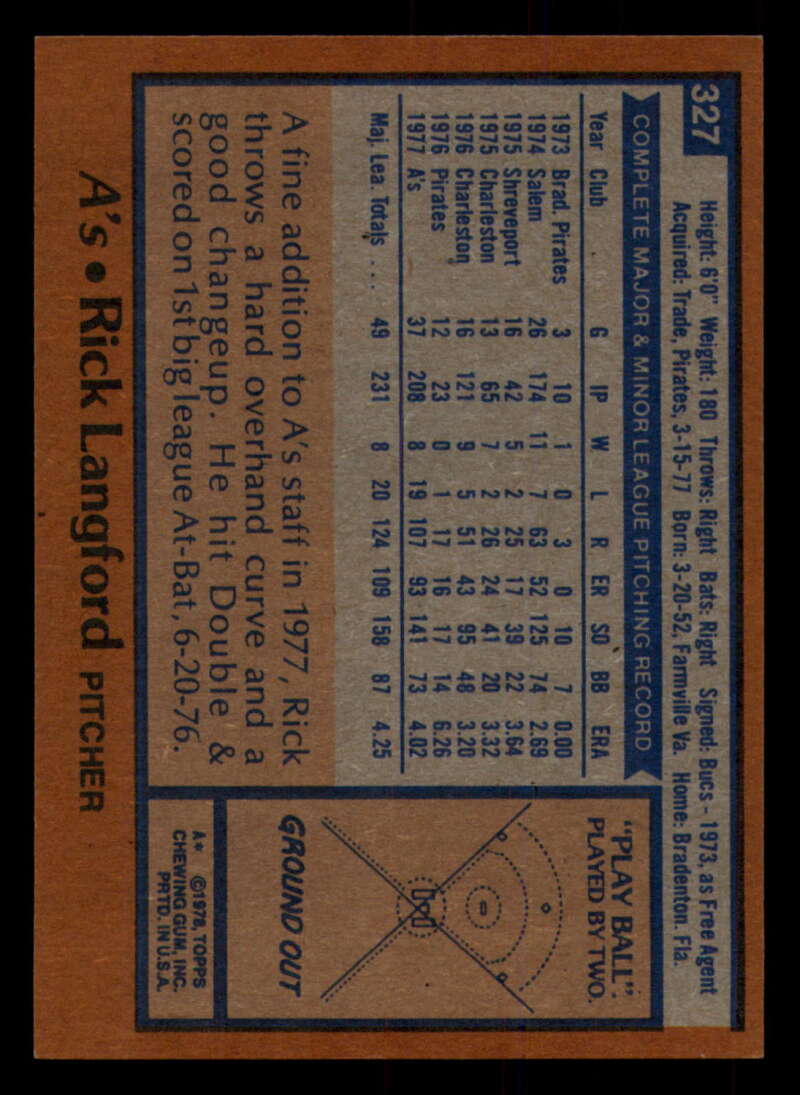 327
Height: 6'0" Weight: 180 Throws: Right Bats: Right Signed: Bucs - 1973, as Free Agent
Acquired: Trade, Pirates, 3-15-77 Born: 3-20-52, Farmville Va. Home: Bradenton, Fla.
COMPLETE MAJOR & MINOR LEAGUE PITCHING RECORD
Year Club G IP W L R ER SO BB ERA
1973 Brad. Pirates 3 10 1 0 3 0 10 7 0.00
1974 Salem 26 174 11 7 63 52 125 74 2.69
1975 Shreveport 16 42 5 2 25 17 39 22 3.64
1975 Charleston 13 65 7 2 26 24 41 20 3.32
1976 Charleston 16 121 9 5 51 43 95 48 3.20
1976 Pirates 12 23 0 1 17 16 17 14 6.26
1977 A's 37 208 8 19 107 93 141 73 4.02
Maj. Lea. Totals ... 49 231 8 20 124 109 158 87 4.25
A fine addition to A's staff in 1977, Rick
throws a hard overhand curve and a
good changeup. He hit Double &
scored on 1st big league At-Bat, 6-20-76.
"PLAY BALL":
PLAYED BY TWO.
GROUND OUT
A* ©1978, TOPPS
CHEWING GUM, INC.
PRTD. IN U.S.A.
A's • Rick Langford PITCHER